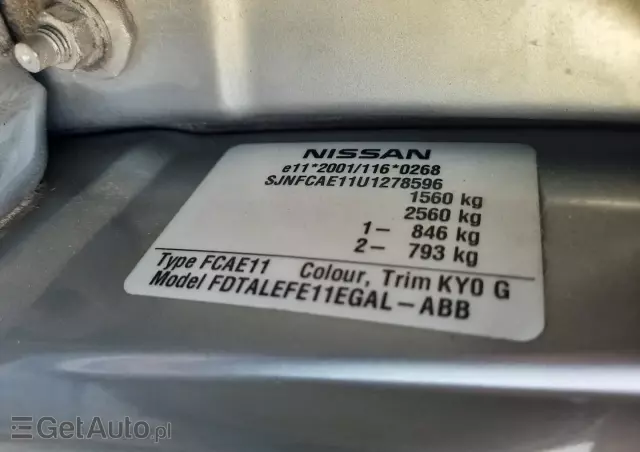 NISSAN
e11*2001/116*0268
SJNFCAE11U1278596
1560 kg
2560 kg
1– 846 kg
2– 793 kg
Type FCAE11 Colour, Trim KY0 G
Model FDTALEFE11EGAL–ABB
GetAuto.pl